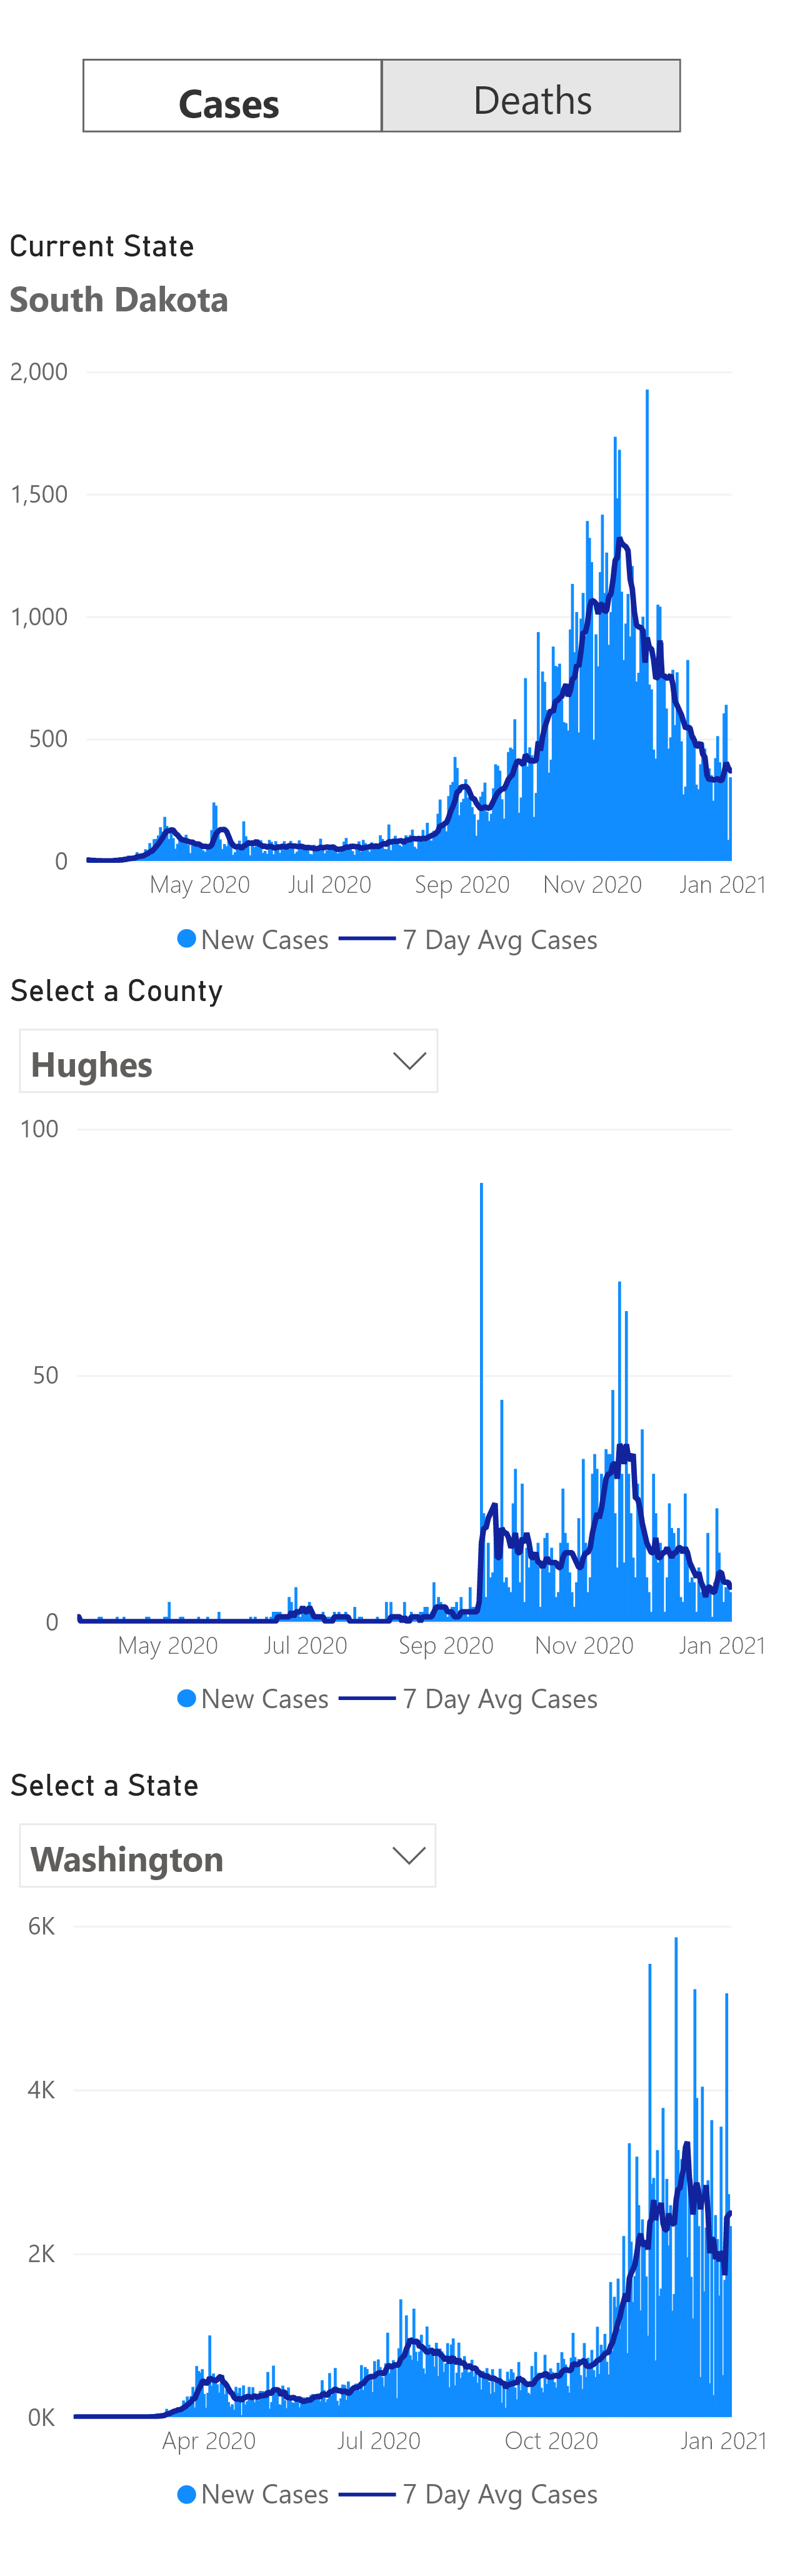 Cases Deaths
Current State
South Dakota
2,000
1,500
1,000
500
0
May 2020 Jul 2020 Sep 2020 Nov 2020 Jan 2021
New Cases 7 Day Avg Cases
Select a County
Hughes
100
50
0
May 2020 Jul 2020 Sep 2020 Nov 2020 Jan 2021
New Cases 7 Day Avg Cases
Select a State
Washington
6K
4K
2K
0K
Apr 2020 Jul 2020 Oct 2020 Jan 2021
New Cases 7 Day Avg Cases